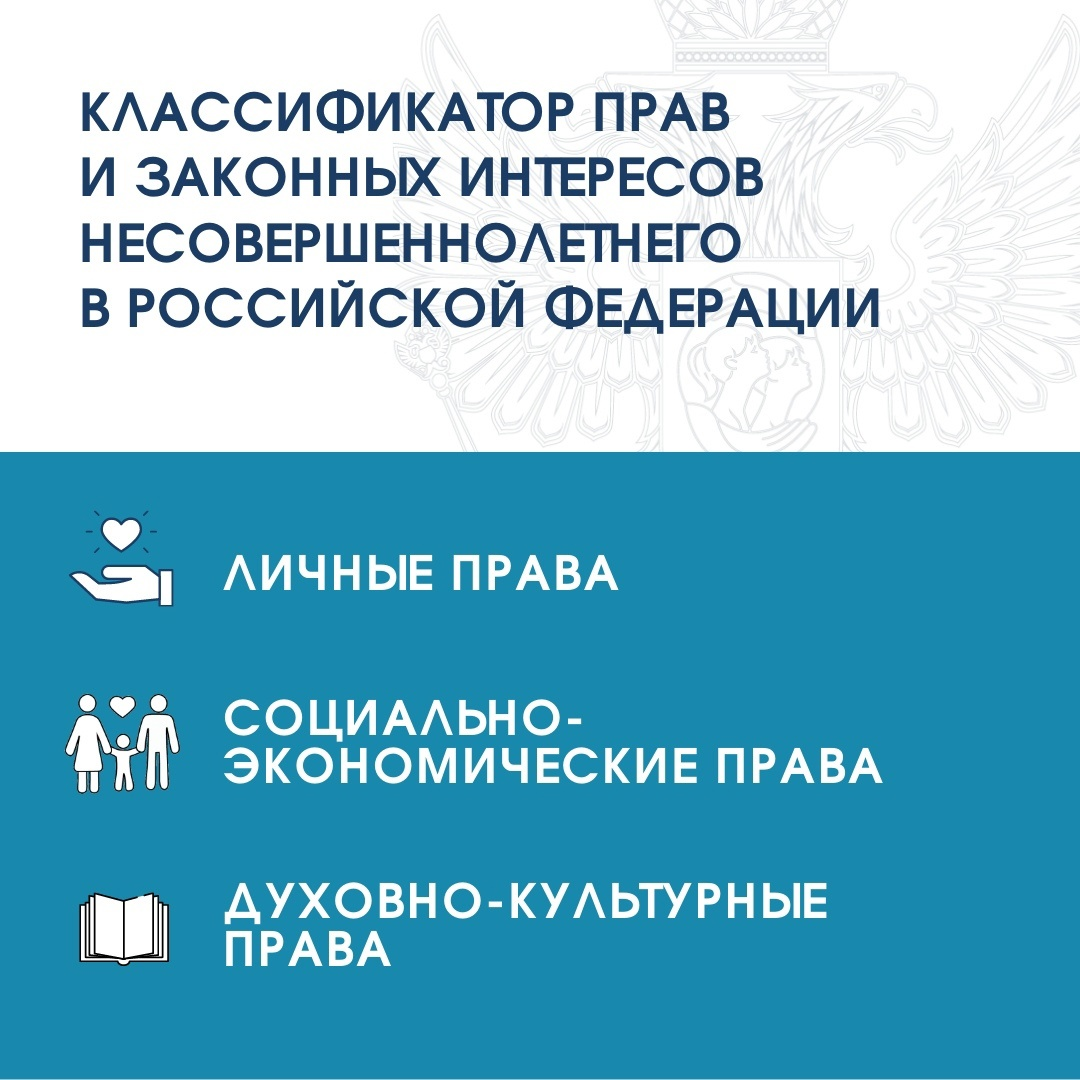 КЛАССИФИКАТОР ПРАВ
И ЗАКОННЫХ ИНТЕРЕСОВ
НЕСОВЕРШЕННОЛЕТНЕГО
В РОССИЙСКОЙ ФЕДЕРАЦИИ
ЛИЧНЫЕ ПРАВА
СОЦИАЛЬНО-
ЭКОНОМИЧЕСКИЕ ПРАВА
ДУХОВНО-КУЛЬТУРНЫЕ
ПРАВА